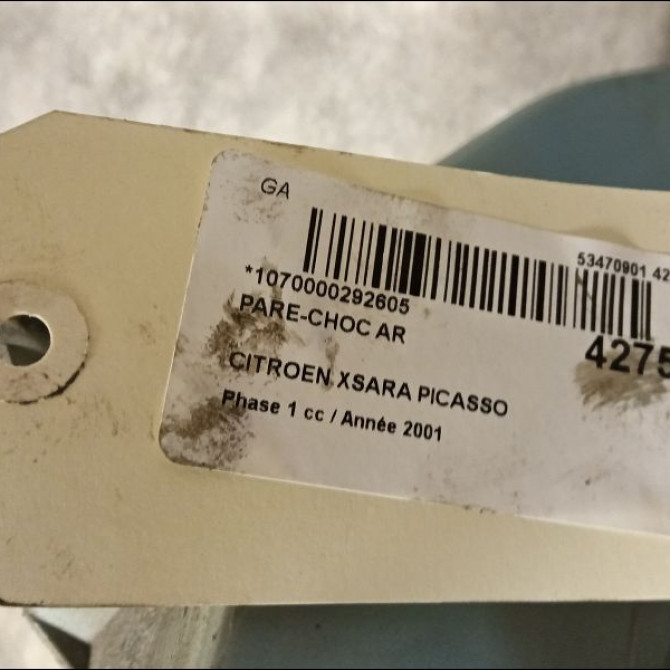 GA
53470901 42
*1070000292605
PARE-CHOC AR
4275
CITROEN XSARA PICASSO
Phase 1 cc / Année 2001